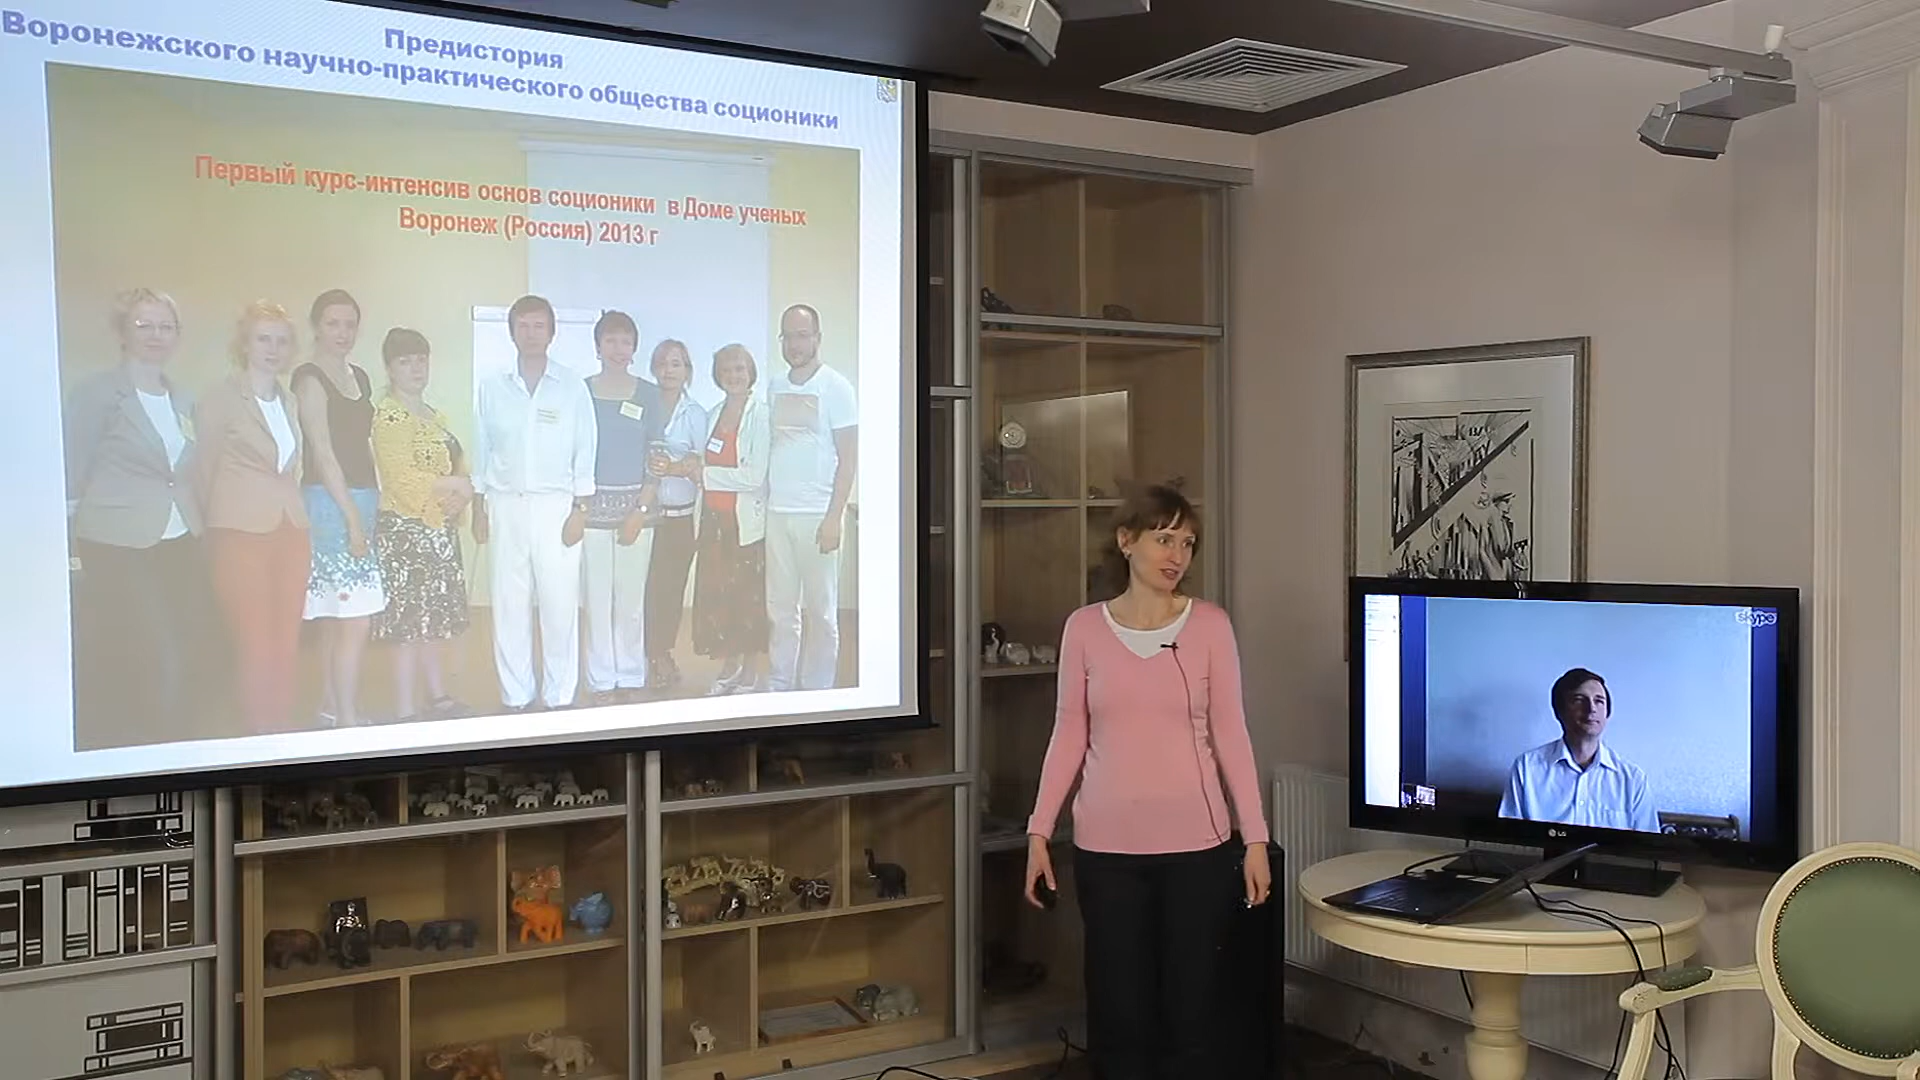 Предистория
Воронежского научно-практического общества соционики
Первый курс-интенсив основ соционики в Доме ученых
Воронеж (Россия) 2013 г
skype
LG